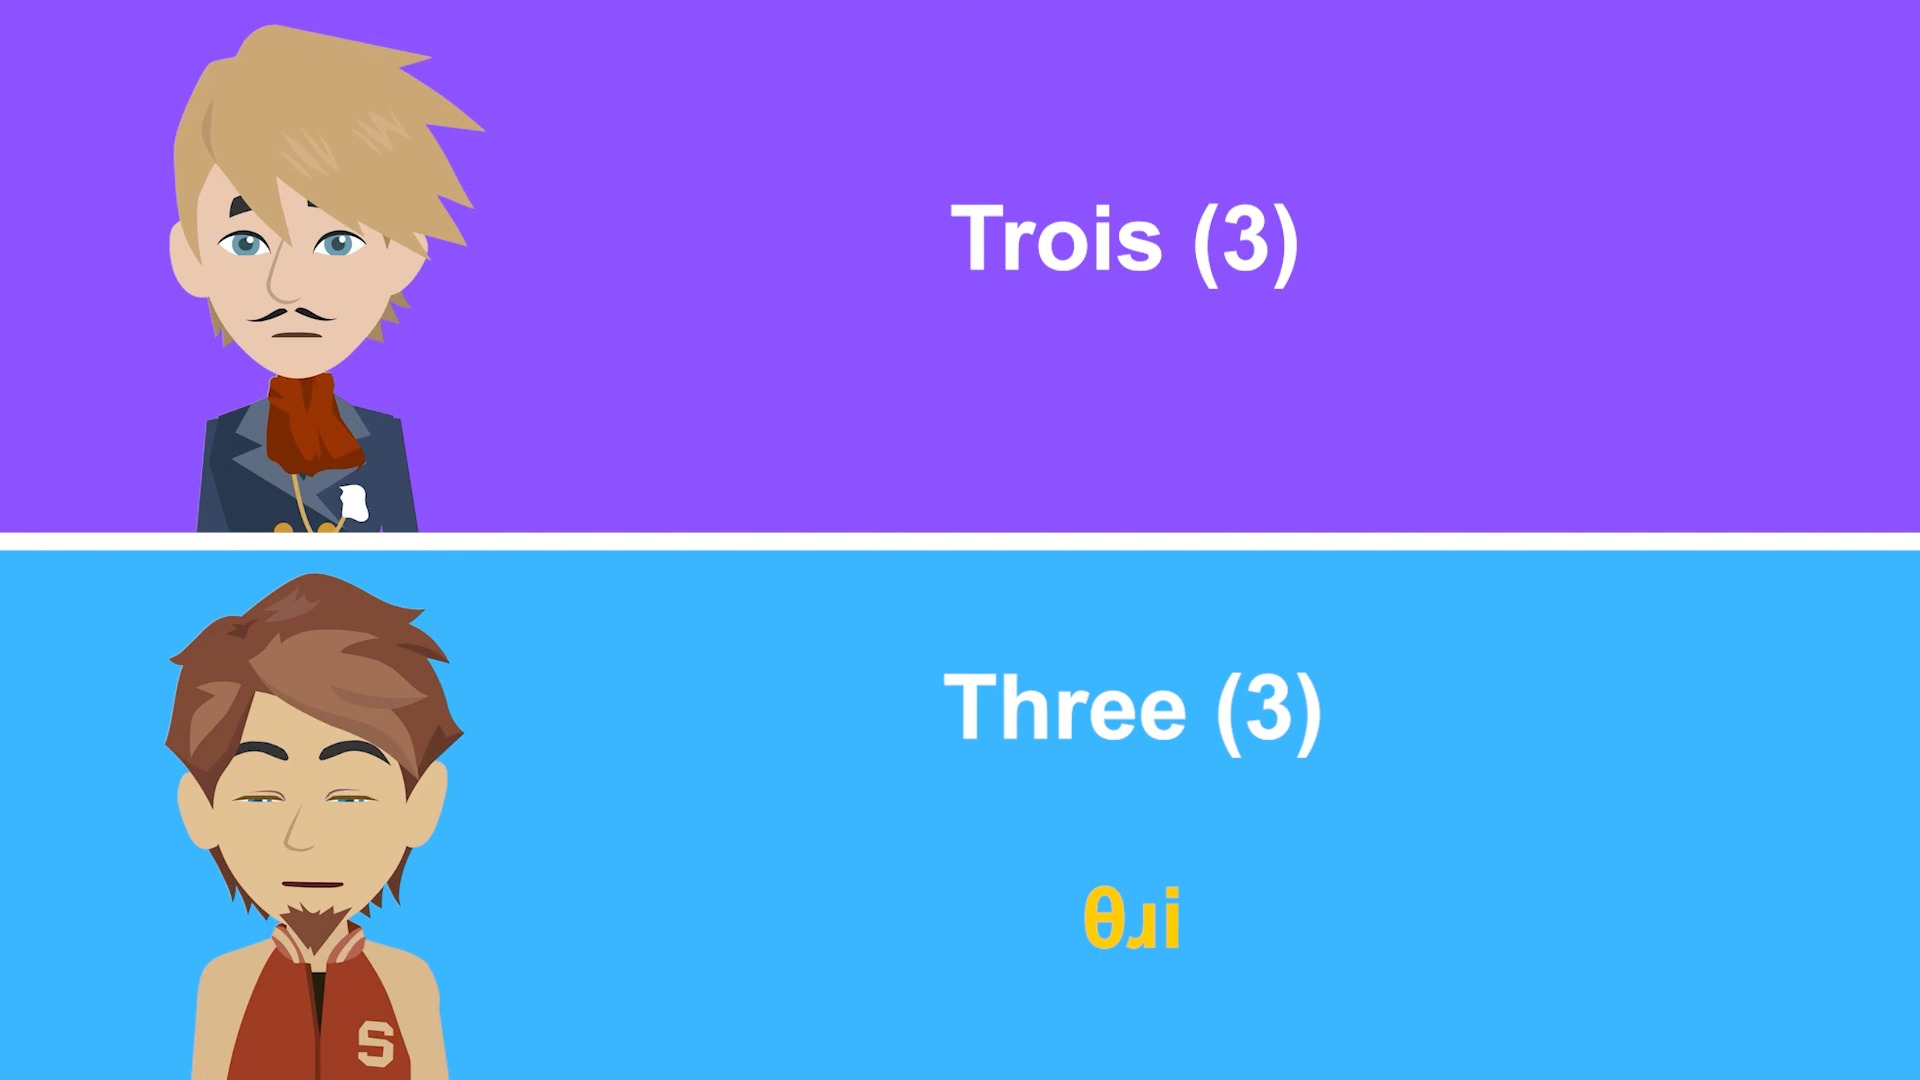 Trois (3)
Three (3)
θɹi
S